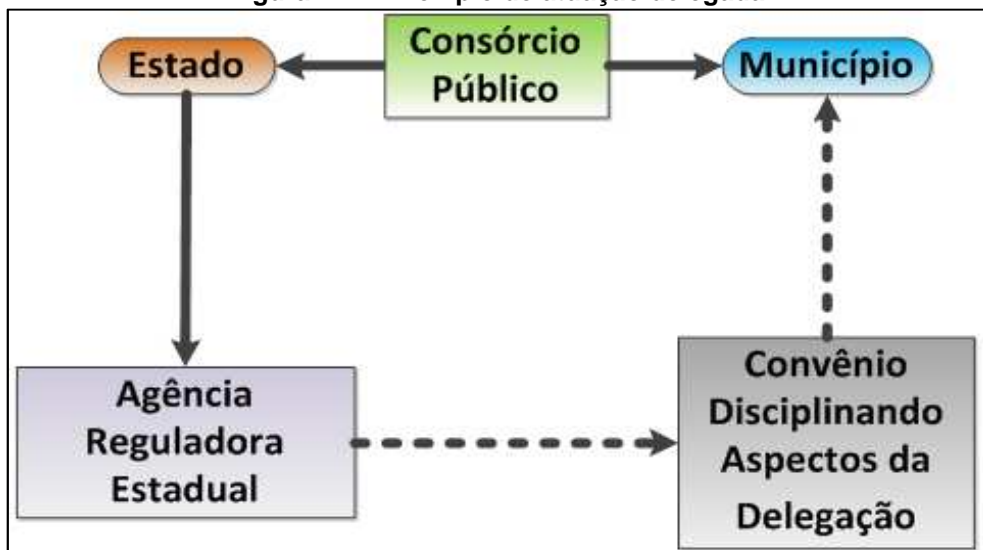 Estado
Consórcio
Público
Município
Agência
Reguladora
Estadual
Convênio
Disciplinando
Aspectos da
Delegação